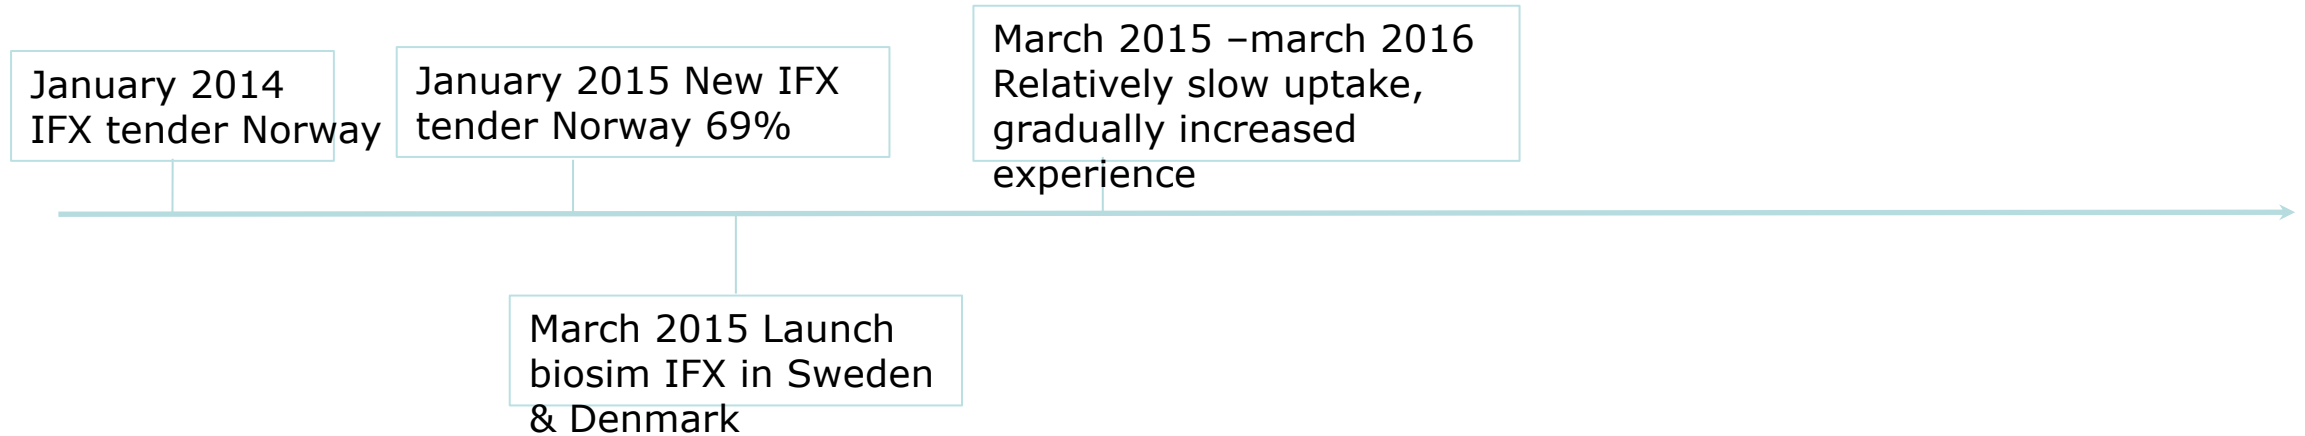 January 2014
IFX tender Norway
January 2015 New IFX
tender Norway 69%
March 2015 –march 2016
Relatively slow uptake,
gradually increased
experience
March 2015 Launch
biosim IFX in Sweden
& Denmark